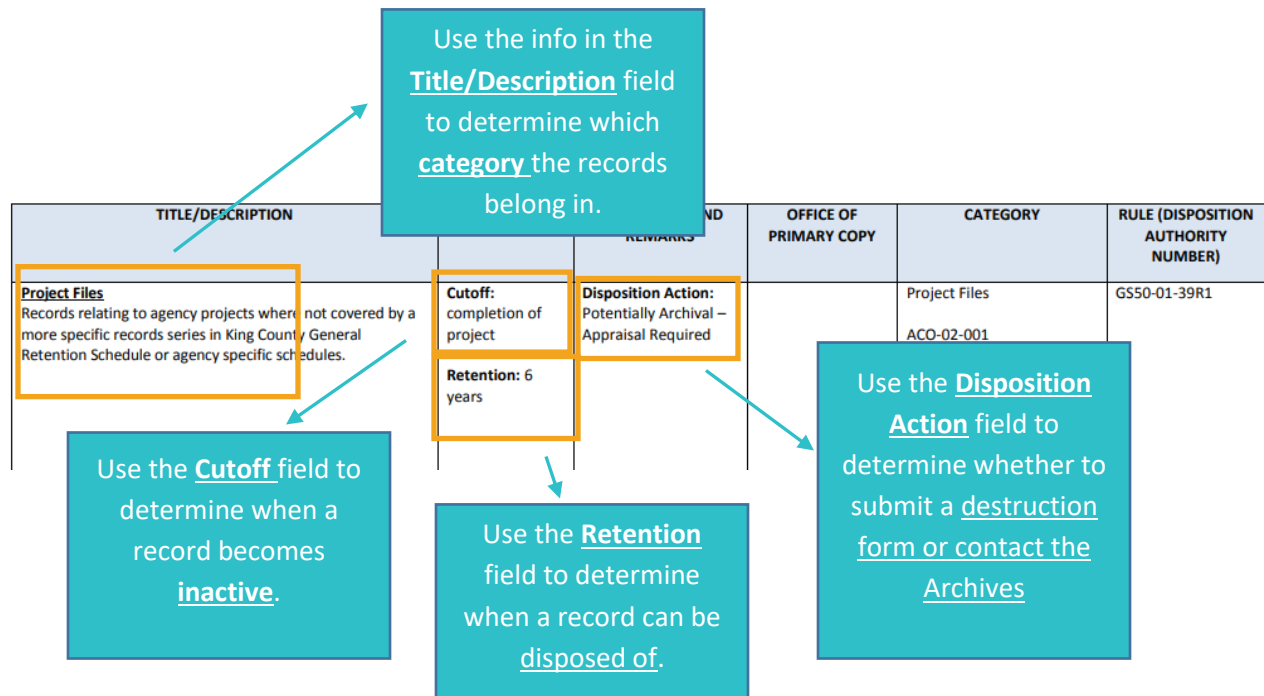 Use the info in the
Title/Description field
to determine which
category the records
belong in.
TITLE/DESCRIPTION
ND
REMARKS
OFFICE OF
PRIMARY COPY
CATEGORY
RULE (DISPOSITION
AUTHORITY
NUMBER)
Project Files
Records relating to agency projects where not covered by a
more specific records series in King County General
Retention Schedule or agency specific schedules.
Cutoff:
completion of
project
Retention: 6
years
Disposition Action:
Potentially Archival –
Appraisal Required
Project Files
ACO-02-001
GS50-01-39R1
Use the Cutoff field to
determine when a
record becomes
inactive.
Use the Retention
field to determine
when a record can be
disposed of.
Use the Disposition
Action field to
determine whether to
submit a destruction
form or contact the
Archives